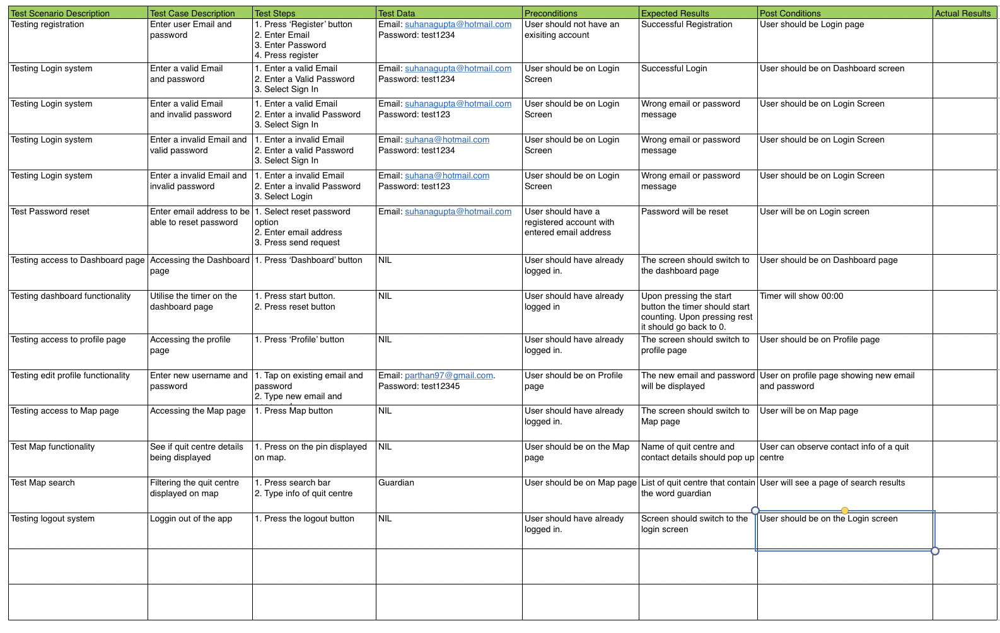 Test Scenario Description Test Case Description Test Steps Test Data Preconditions Expected Results Post Conditions Actual Results
Testing registration
Enter user Email and
password
1. Press ‘Register’ button
2. Enter Email
3. Enter Password
4. Press register
Email: suhanagupta@hotmail.com
Password: test1234
User should not have an
exisiting account
Successful Registration
User should be Login page
Testing Login system
Enter a valid Email
and password
1. Enter a valid Email
2. Enter a Valid Password
3. Select Sign In
Email: suhanagupta@hotmail.com
Password: test1234
User should be on Login
Screen
Successful Login
User should be on Dashboard screen
Testing Login system
Enter a valid Email
and invalid password
1. Enter a valid Email
2. Enter a invalid Password
3. Select Sign In
Email: suhanagupta@hotmail.com
Password: test123
User should be on Login
Screen
Wrong email or password
message
User should be on Login Screen
Testing Login system
Enter a invalid Email and
valid password
1. Enter a invalid Email
2. Enter a valid Password
3. Select Sign In
Email: suhana@hotmail.com
Password: test1234
User should be on Login
Screen
Wrong email or password
message
User should be on Login Screen
Testing Login system
Enter a invalid Email and
invalid password
1. Enter a invalid Email
2. Enter a invalid Password
3. Select Login
Email: suhana@hotmail.com
Password: test123
User should be on Login
Screen
Wrong email or password
message
User should be on Login Screen
Test Password reset
Enter email address to be
able to reset password
1. Select reset password
option
2. Enter email address
3. Press send request
Email: suhanagupta@hotmail.com
User should have a
registered account with
entered email address
Password will be reset
User will be on Login screen
Testing access to Dashboard page
Accessing the Dashboard
page
1. Press ‘Dashboard’ button
NIL
User should have already
logged in.
The screen should switch to
the dashboard page
User should be on Dashboard page
Testing dashboard functionality
Utilise the timer on the
dashboard page
1. Press start button.
2. Press reset button
NIL
User should have already
logged in
Upon pressing the start
button the timer should start
counting. Upon pressing rest
it should go back to 0.
Timer will show 00:00
Testing access to profile page
Accessing the profile
page
1. Press ‘Profile’ button
NIL
User should have already
logged in.
The screen should switch to
profile page
User should be on Profile page
Testing edit profile functionality
Enter new username and
password
1. Tap on existing email and
password
2. Type new email and
Email: parthan97@gmail.com.
Password: test12345
User should be on Profile
page
The new email and password
will be displayed
User on profile page showing new email
and password
Testing access to Map page
Accessing the Map page
1. Press Map button
NIL
User should have already
logged in.
The screen should switch to
Map page
User will be on Map page
Test Map functionality
See if quit centre details
being displayed
1. Press on the pin displayed
on map.
NIL
User should be on the Map
page
Name of quit centre and
contact details should pop up
User can observe contact info of a quit
centre
Test Map search
Filtering the quit centre
displayed on map
1. Press search bar
2. Type info of quit centre
Guardian
User should be on Map page
List of quit centre that contain
the word guardian
User will see a page of search results
Testing logout system
Loggin out of the app
1. Press the logout button
NIL
User should have already
logged in.
Screen should switch to the
login screen
User should be on the Login screen